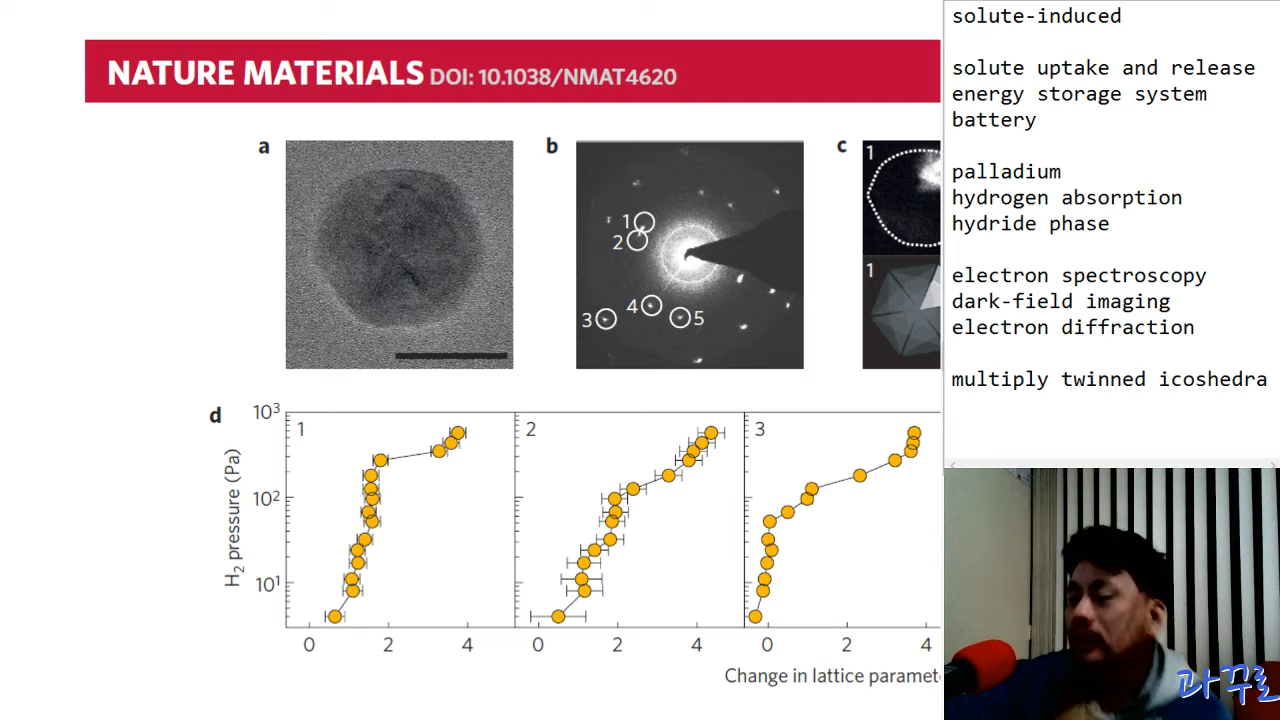 NATURE MATERIALS DOI: 10.1038/NMAT4620
a
b
c
1
2
3
4
5
1
1
d
1
2
3
10³
10²
10¹
H₂ pressure (Pa)
0 2 4 0 2 4 0 2 4
Change in lattice paramete
solute-induced
solute uptake and release
energy storage system
battery
palladium
hydrogen absorption
hydride phase
electron spectroscopy
dark-field imaging
electron diffraction
multiply twinned icoshedra
과꾸로